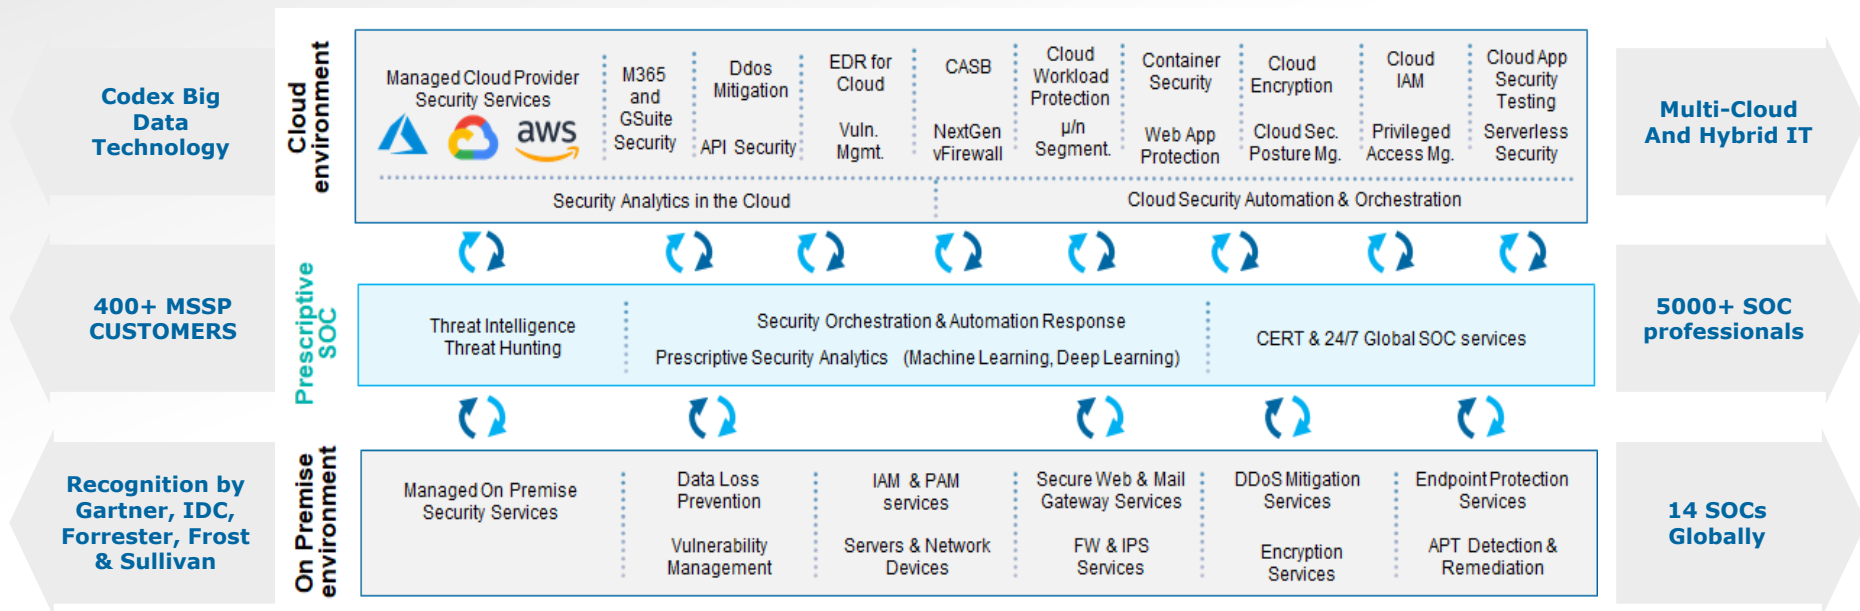 Codex Big
Data
Technology
400+ MSSP
CUSTOMERS
Recognition by
Gartner, IDC,
Forrester, Frost
& Sullivan
Cloud
environment
Managed Cloud Provider
Security Services
aws
M365
and
GSuite
Security
Ddos
Mitigation
API Security
EDR for
Cloud
Vuln.
Mgmt.
CASB
NextGen
vFirewall
Cloud
Workload
Protection
µ/n
Segment.
Container
Security
Web App
Protection
Cloud
Encryption
Cloud Sec.
Posture Mg.
Cloud
IAM
Privileged
Access Mg.
Cloud App
Security
Testing
Serverless
Security
Security Analytics in the Cloud
Cloud Security Automation & Orchestration
Prescriptive
SOC
Threat Intelligence
Threat Hunting
Security Orchestration & Automation Response
Prescriptive Security Analytics (Machine Learning, Deep Learning)
CERT & 24/7 Global SOC services
On Premise
environment
Managed On Premise
Security Services
Data Loss
Prevention
Vulnerability
Management
IAM & PAM
services
Servers & Network
Devices
Secure Web & Mail
Gateway Services
FW & IPS
Services
DDoS Mitigation
Services
Encryption
Services
Endpoint Protection
Services
APT Detection &
Remediation
Multi-Cloud
And Hybrid IT
5000+ SOC
professionals
14 SOCs
Globally